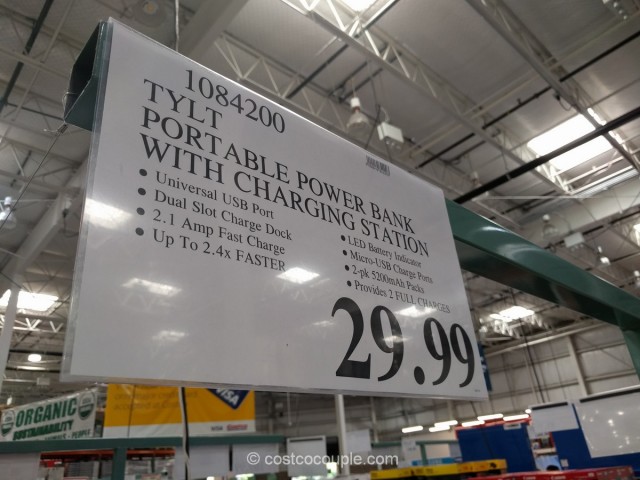 1084200
TYLT
PORTABLE POWER BANK
WITH CHARGING STATION
• Universal USB Port
• Dual Slot Charge Dock
• 2.1 Amp Fast Charge
• Up To 2.4x FASTER
• LED Battery Indicator
• Micro-USB Charge Ports
• 2-pk 5200mAh Packs
• Provides 2 FULL CHARGES
29.99
ORGANIC
SUSTAINABILITY
VISA
© costcocouple.com